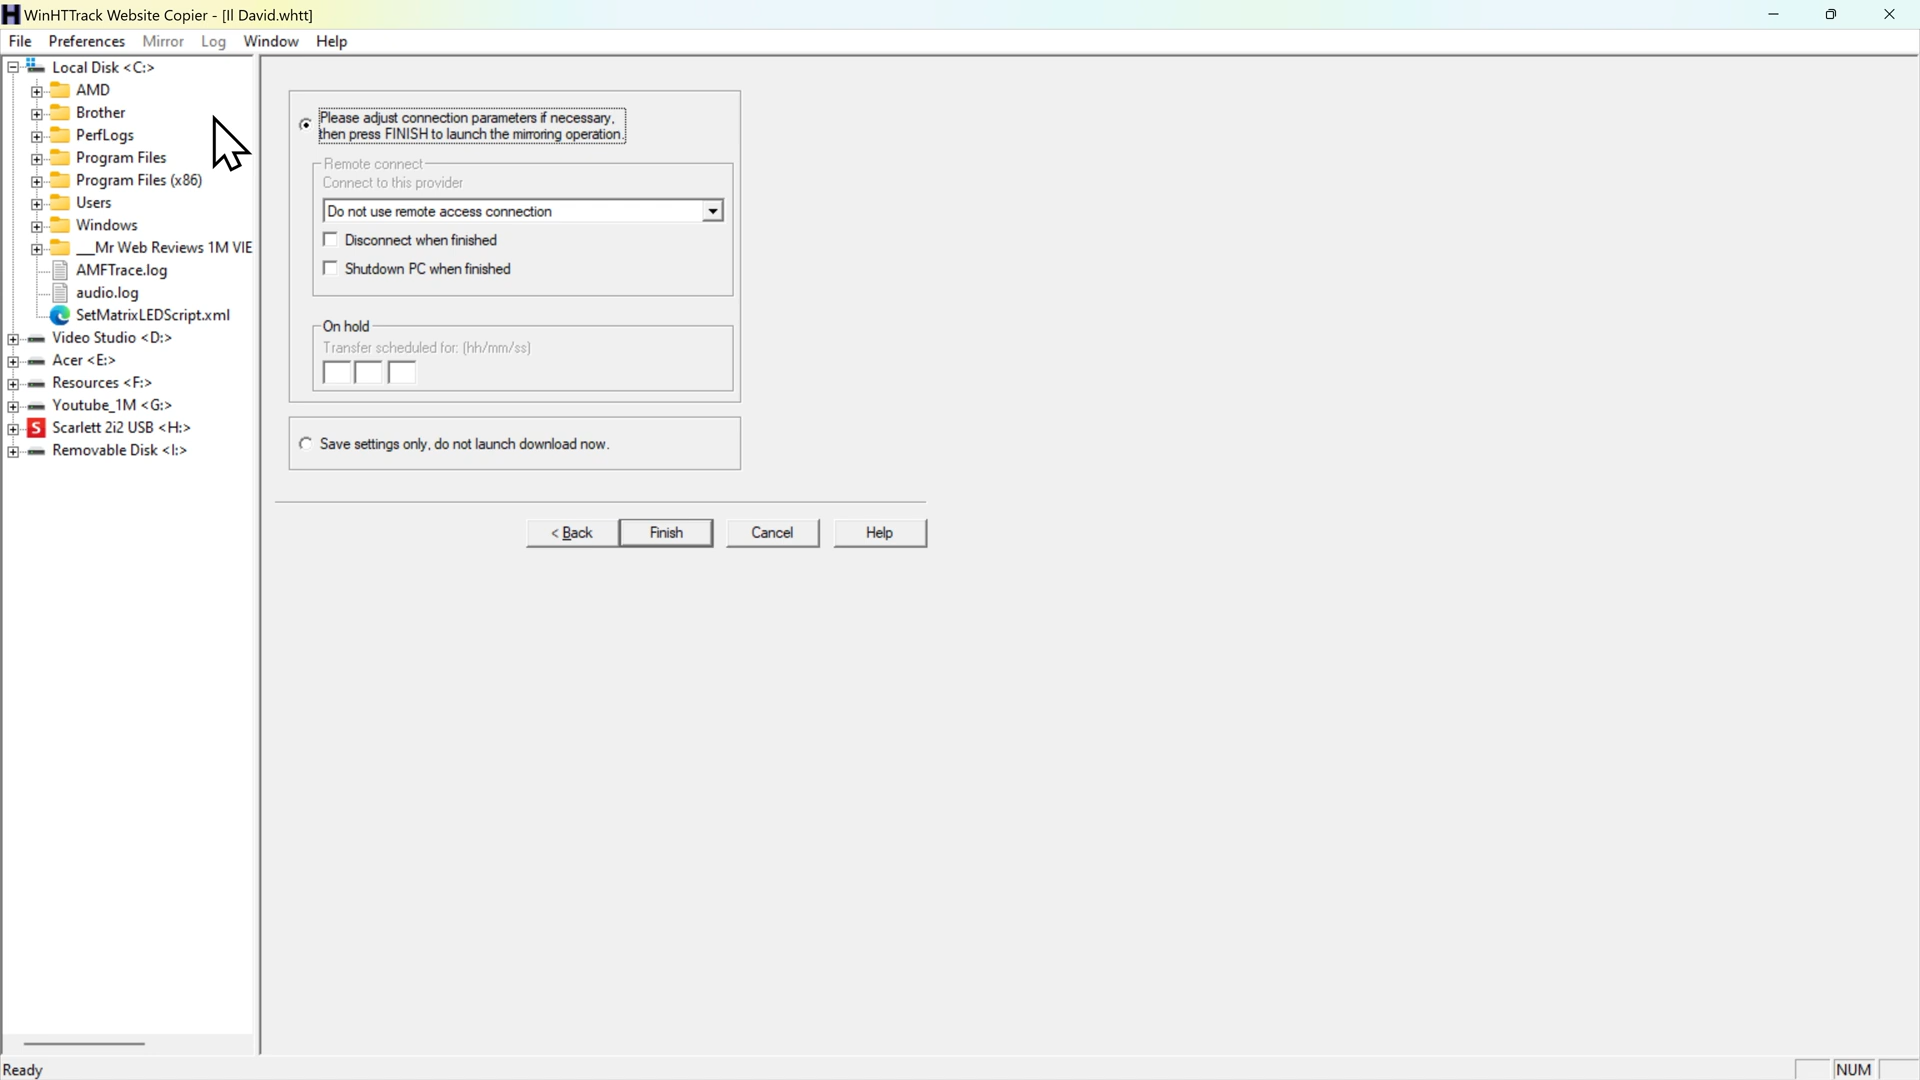 WinHTTrack Website Copier - [Il David.whtt]
File Preferences Mirror Log Window Help
Local Disk <C:>
AMD
Brother
PerfLogs
Program Files
Program Files (x86)
Users
Windows
__Mr Web Reviews 1M VIE
AMFTrace.log
audio.log
SetMatrixLEDScript.xml
Video Studio <D:>
Acer <E:>
Resources <F:>
Youtube_1M <G:>
S Scarlett 2i2 USB <H:>
Removable Disk <I:>
Please adjust connection parameters if necessary,
then press FINISH to launch the mirroring operation.
Remote connect
Connect to this provider
Do not use remote access connection
Disconnect when finished
Shutdown PC when finished
On hold
Transfer scheduled for: (hh/mm/ss)
Save settings only, do not launch download now.
< Back Finish Cancel Help
Ready NUM